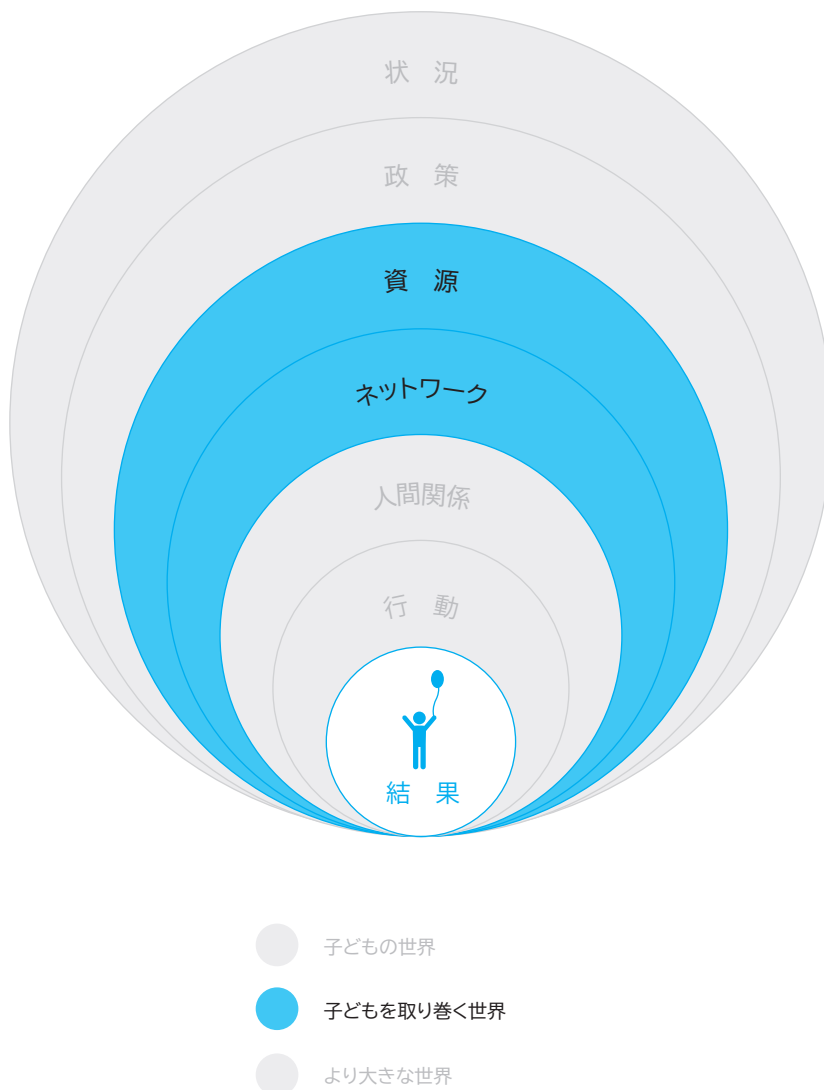 状　況
政　策
資　源
ネットワーク
人間関係
行　動
結　果
子どもの世界
子どもを取り巻く世界
より大きな世界